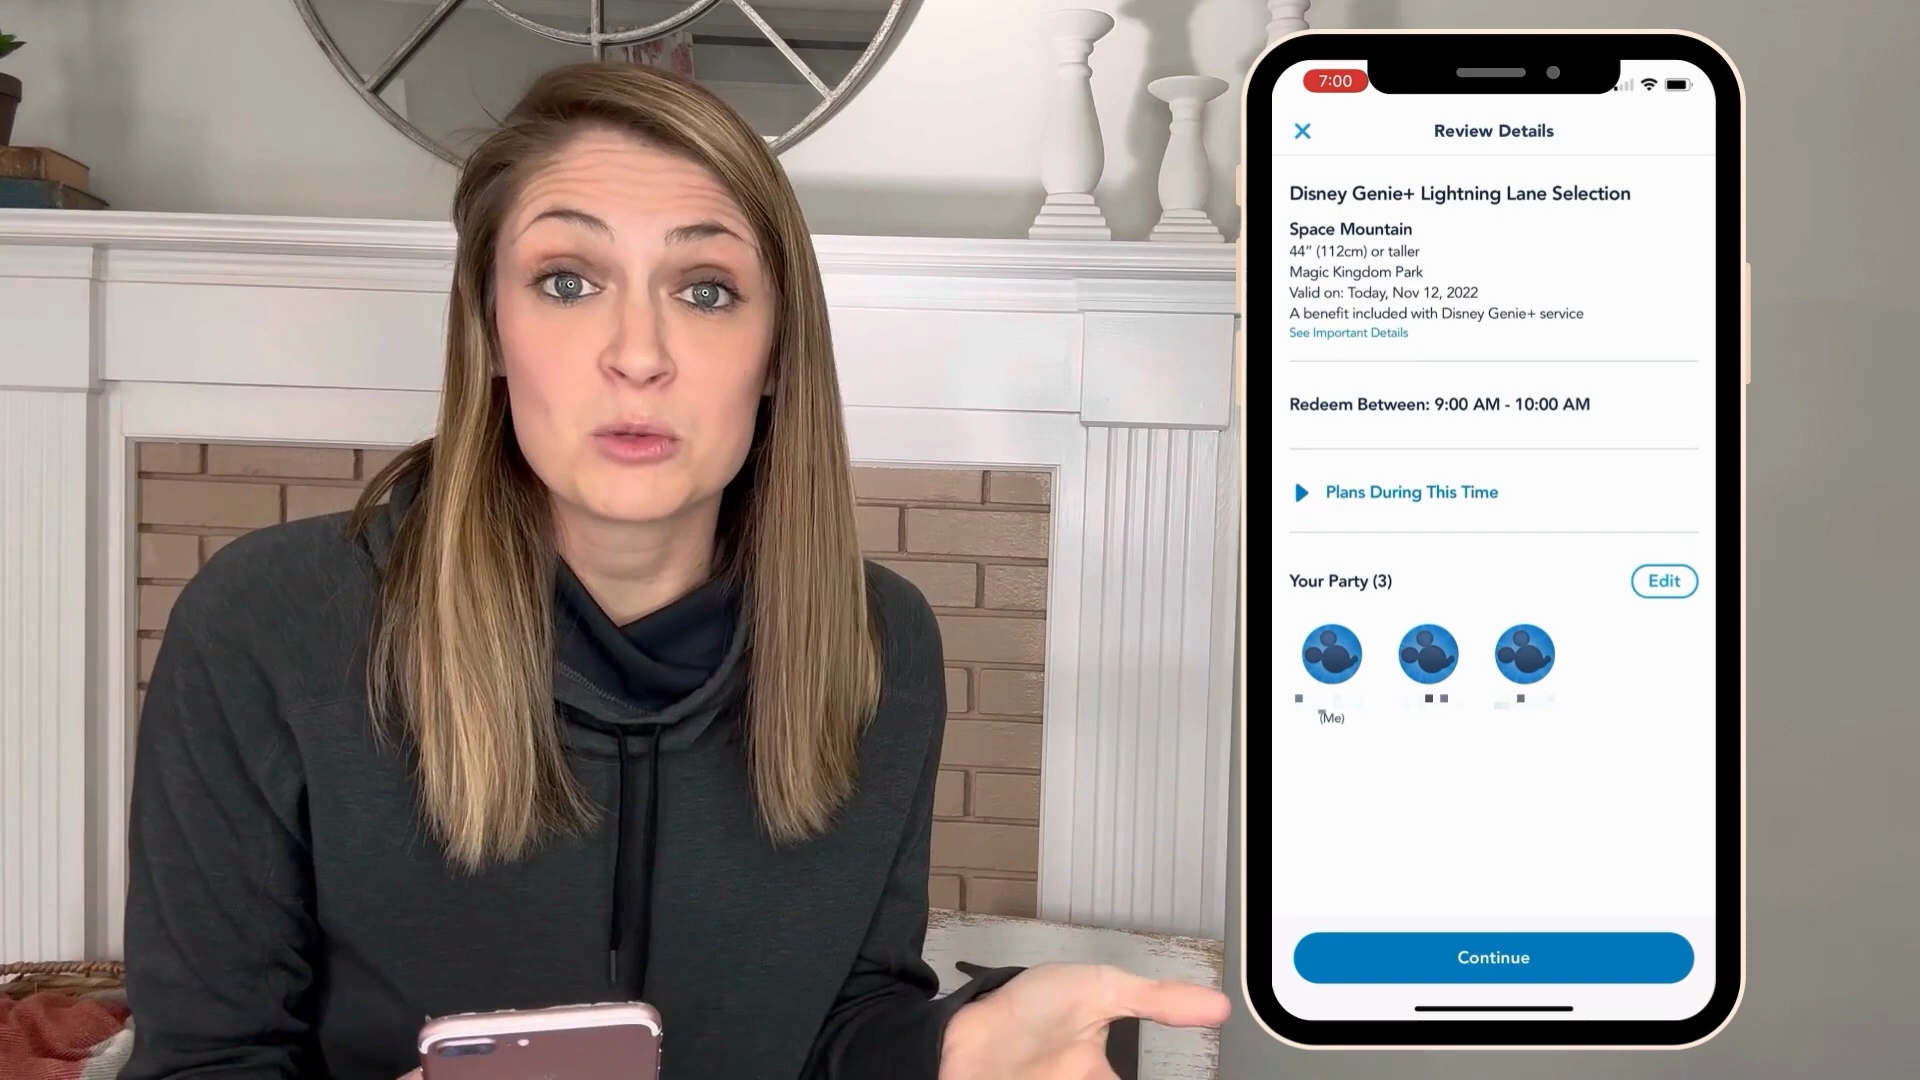 7:00
Review Details
Disney Genie+ Lightning Lane Selection
Space Mountain
44" (112cm) or taller
Magic Kingdom Park
Valid on: Today, Nov 12, 2022
A benefit included with Disney Genie+ service
See Important Details
Redeem Between: 9:00 AM - 10:00 AM
Plans During This Time
Your Party (3)
Edit
(Me)
Continue